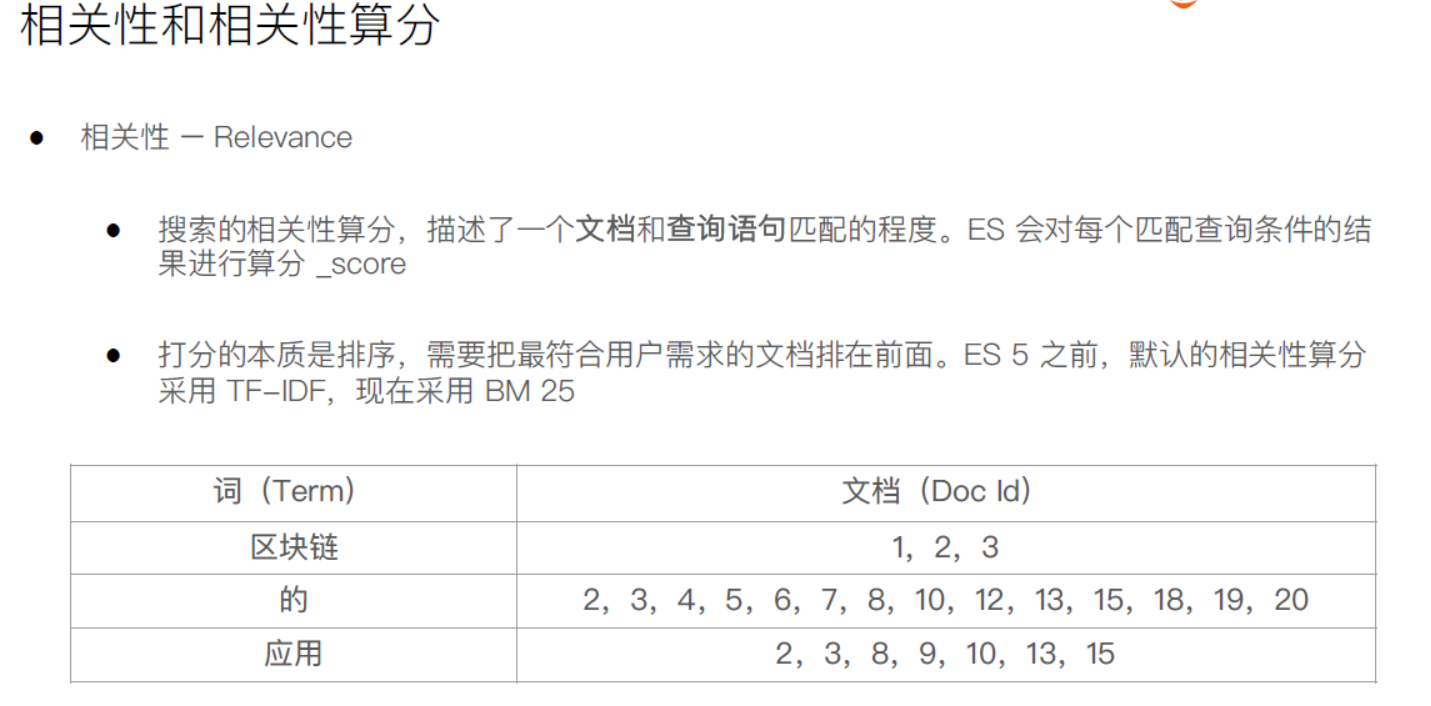 相关性和相关性算分
● 相关性 – Relevance
● 搜索的相关性算分，描述了一个文档和查询语句匹配的程度。ES 会对每个匹配查询条件的结
果进行算分 _score
● 打分的本质是排序，需要把最符合用户需求的文档排在前面。ES 5 之前，默认的相关性算分
采用 TF–IDF，现在采用 BM 25
词（Term） 文档（Doc Id）
区块链 1，2，3
的 2，3，4，5，6，7，8，10，12，13，15，18，19，20
应用 2，3，8，9，10，13，15